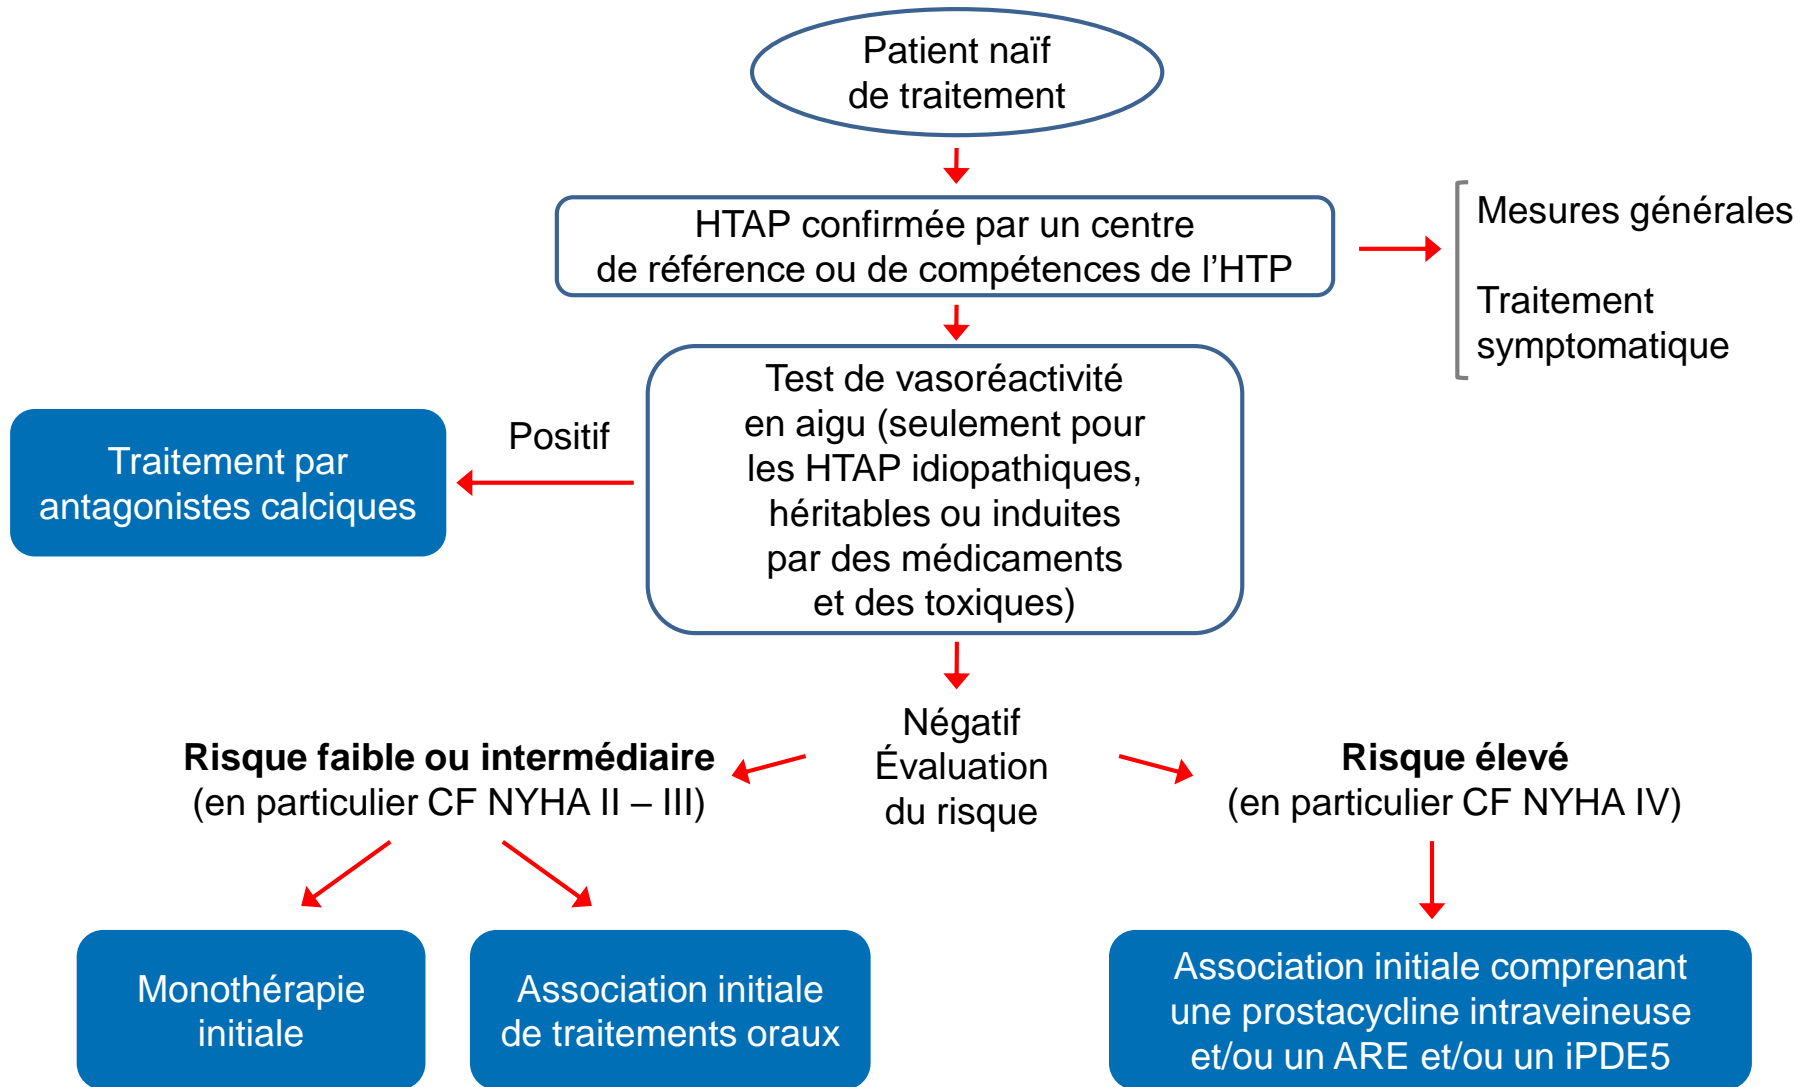 Patient naïf
de traitement
HTAP confirmée par un centre
de référence ou de compétences de l’HTP
Mesures générales
Traitement
symptomatique
Test de vasoréactivité
en aigu (seulement pour
les HTAP idiopathiques,
héritables ou induites
par des médicaments
et des toxiques)
Positif
Traitement par
antagonistes calciques
Négatif
Évaluation
du risque
Risque faible ou intermédiaire
(en particulier CF NYHA II – III)
Risque élevé
(en particulier CF NYHA IV)
Monothérapie
initiale
Association initiale
de traitements oraux
Association initiale comprenant
une prostacycline intraveineuse
et/ou un ARE et/ou un iPDE5